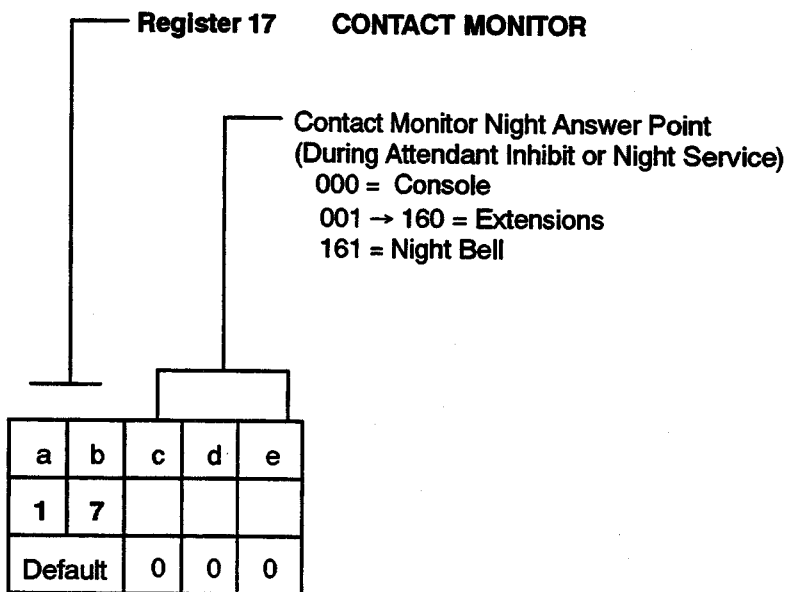 Register 17 CONTACT MONITOR
Contact Monitor Night Answer Point
(During Attendant Inhibit or Night Service)
000 = Console
001 → 160 = Extensions
161 = Night Bell
a b c d e
1 7
Default 0 0 0